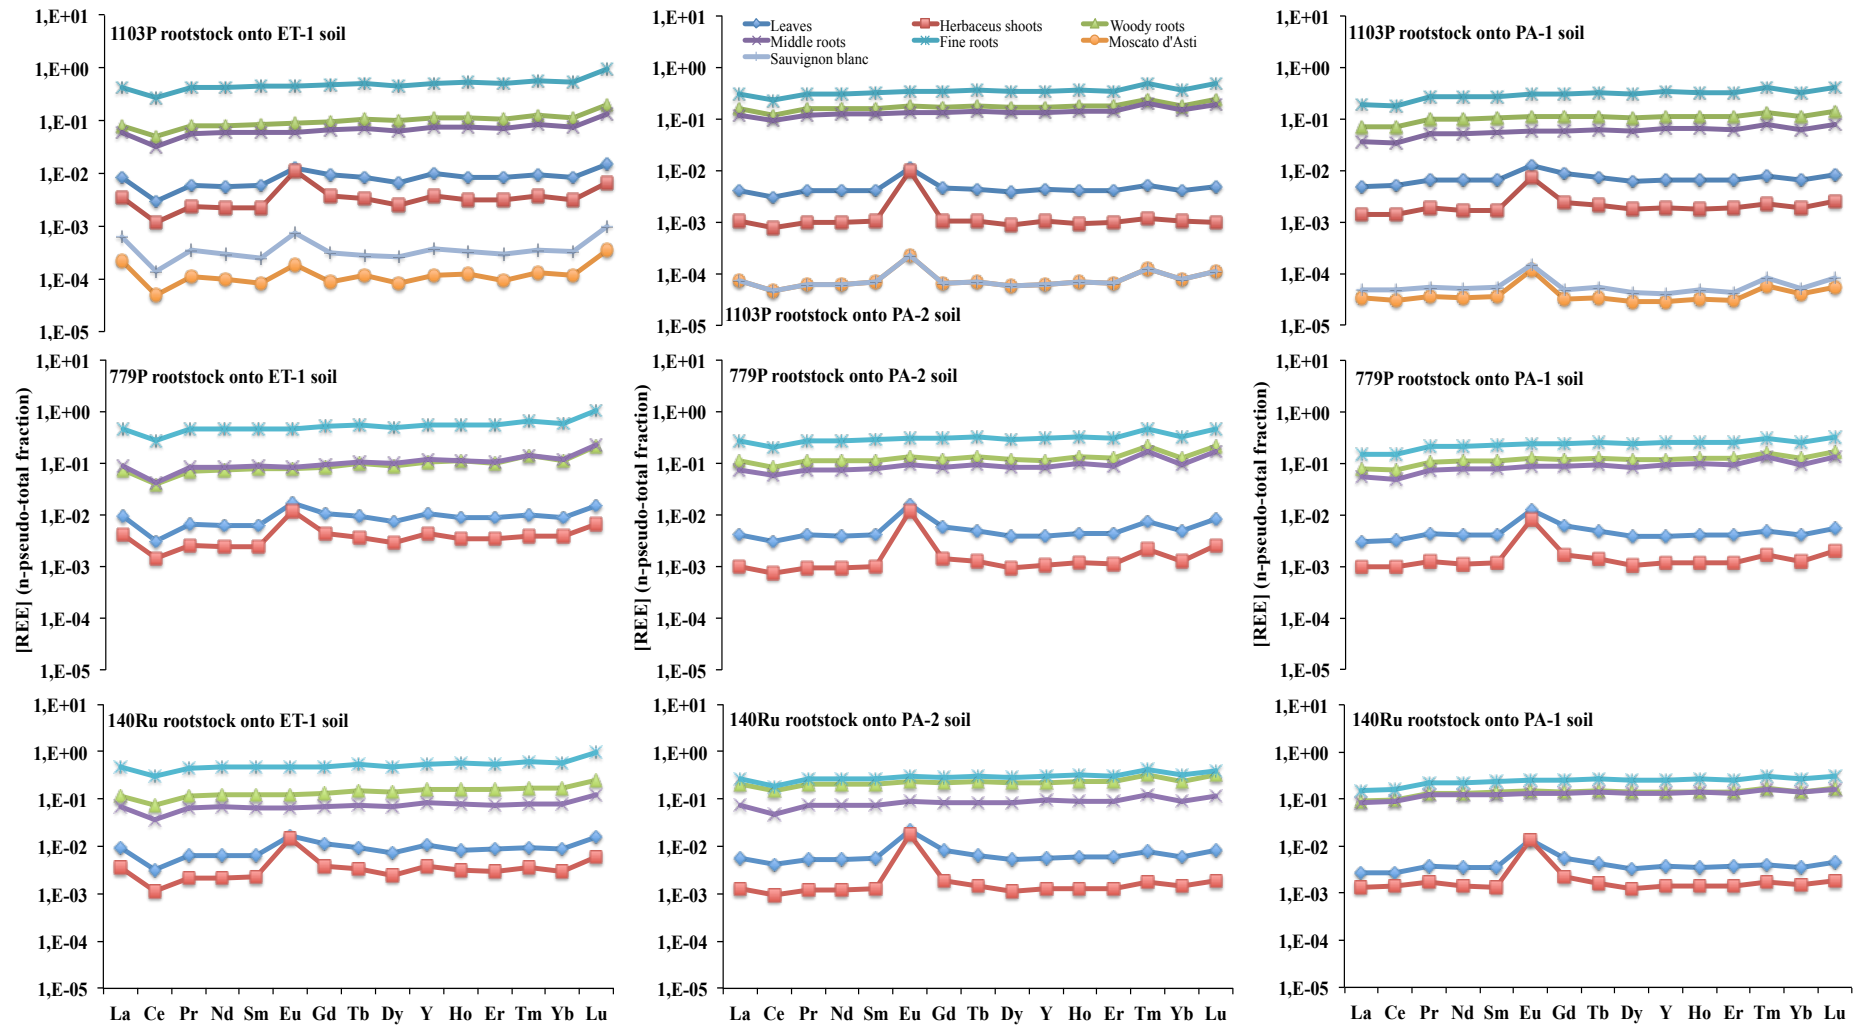 1103P rootstock onto ET-1 soil
1,E+01
1,E+00
1,E-01
1,E-02
1,E-03
1,E-04
1,E-05
Leaves
Herbaceus shoots
Woody roots
Middle roots
Fine roots
Moscato d'Asti
Sauvignon blanc
1,E+01
1,E+00
1,E-01
1,E-02
1,E-03
1,E-04
1,E-05
1103P rootstock onto PA-2 soil
1103P rootstock onto PA-1 soil
1,E+01
1,E+00
1,E-01
1,E-02
1,E-03
1,E-04
1,E-05
779P rootstock onto ET-1 soil
1,E+01
1,E+00
1,E-01
1,E-02
1,E-03
1,E-04
1,E-05
[REE] (n-pseudo-total fraction)
779P rootstock onto PA-2 soil
1,E+01
1,E+00
1,E-01
1,E-02
1,E-03
1,E-04
1,E-05
[REE] (n-pseudo-total fraction)
779P rootstock onto PA-1 soil
1,E+01
1,E+00
1,E-01
1,E-02
1,E-03
1,E-04
1,E-05
[REE] (n-pseudo-total fraction)
140Ru rootstock onto ET-1 soil
1,E+01
1,E+00
1,E-01
1,E-02
1,E-03
1,E-04
1,E-05
La Ce Pr Nd Sm Eu Gd Tb Dy Y Ho Er Tm Yb Lu
140Ru rootstock onto PA-2 soil
1,E+01
1,E+00
1,E-01
1,E-02
1,E-03
1,E-04
1,E-05
La Ce Pr Nd Sm Eu Gd Tb Dy Y Ho Er Tm Yb Lu
140Ru rootstock onto PA-1 soil
1,E+01
1,E+00
1,E-01
1,E-02
1,E-03
1,E-04
1,E-05
La Ce Pr Nd Sm Eu Gd Tb Dy Y Ho Er Tm Yb Lu